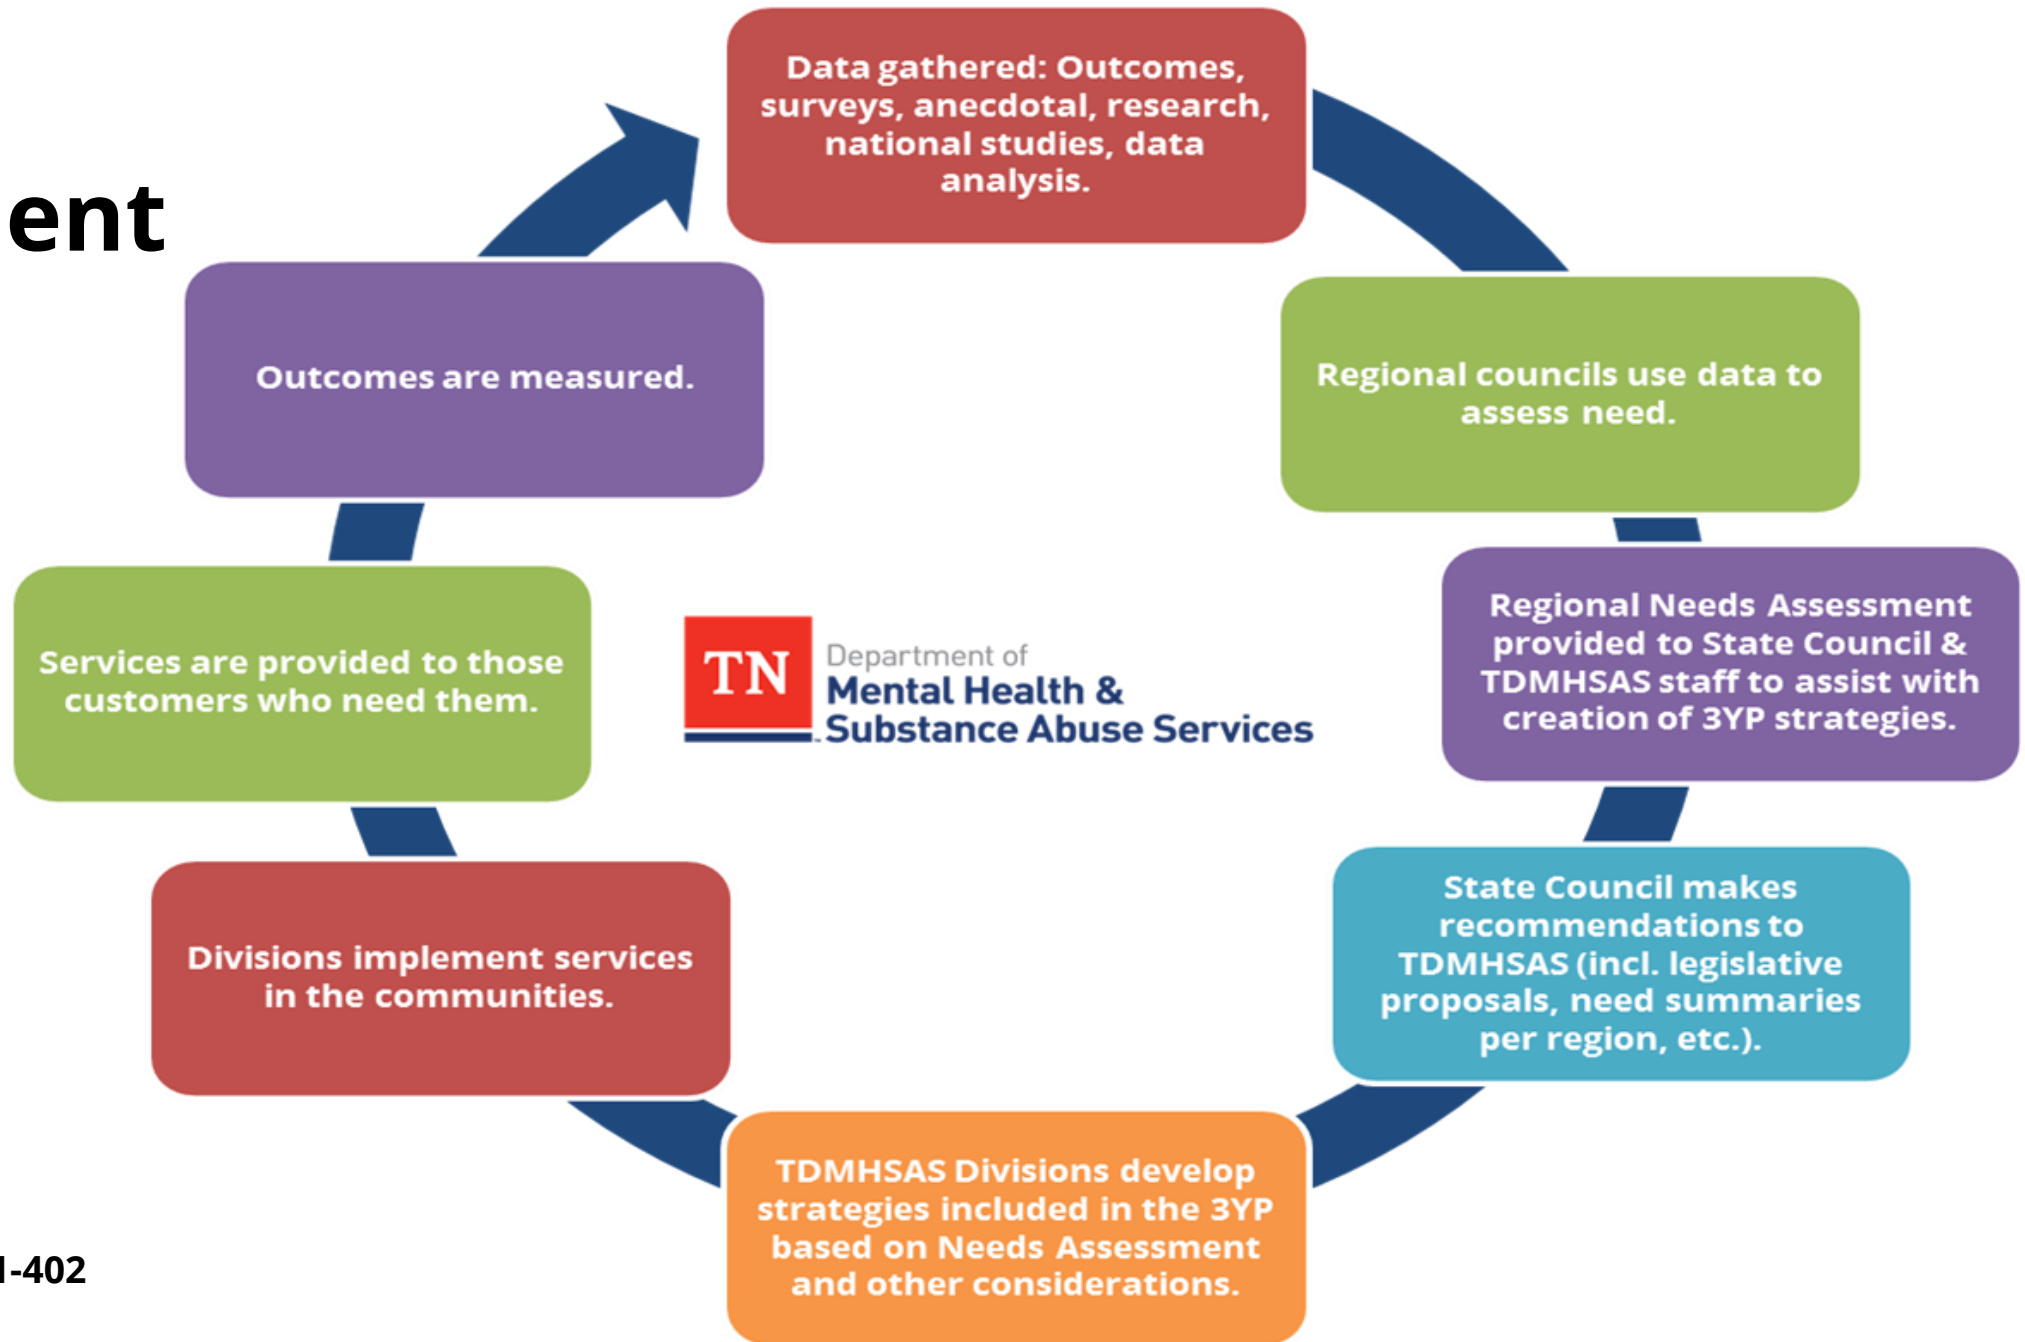 Data gathered: Outcomes,
surveys, anecdotal, research,
national studies, data
analysis.
ent
Regional councils use data to
assess need.
Regional Needs Assessment
provided to State Council &
TDMHSAS staff to assist with
creation of 3YP strategies.
State Council makes
recommendations to
TDMHSAS (incl. legislative
proposals, need summaries
per region, etc.).
TDMHSAS Divisions develop
strategies included in the 3YP
based on Needs Assessment
and other considerations.
Divisions implement services
in the communities.
Services are provided to those
customers who need them.
Outcomes are measured.
TN
Department of
Mental Health &
Substance Abuse Services
-402